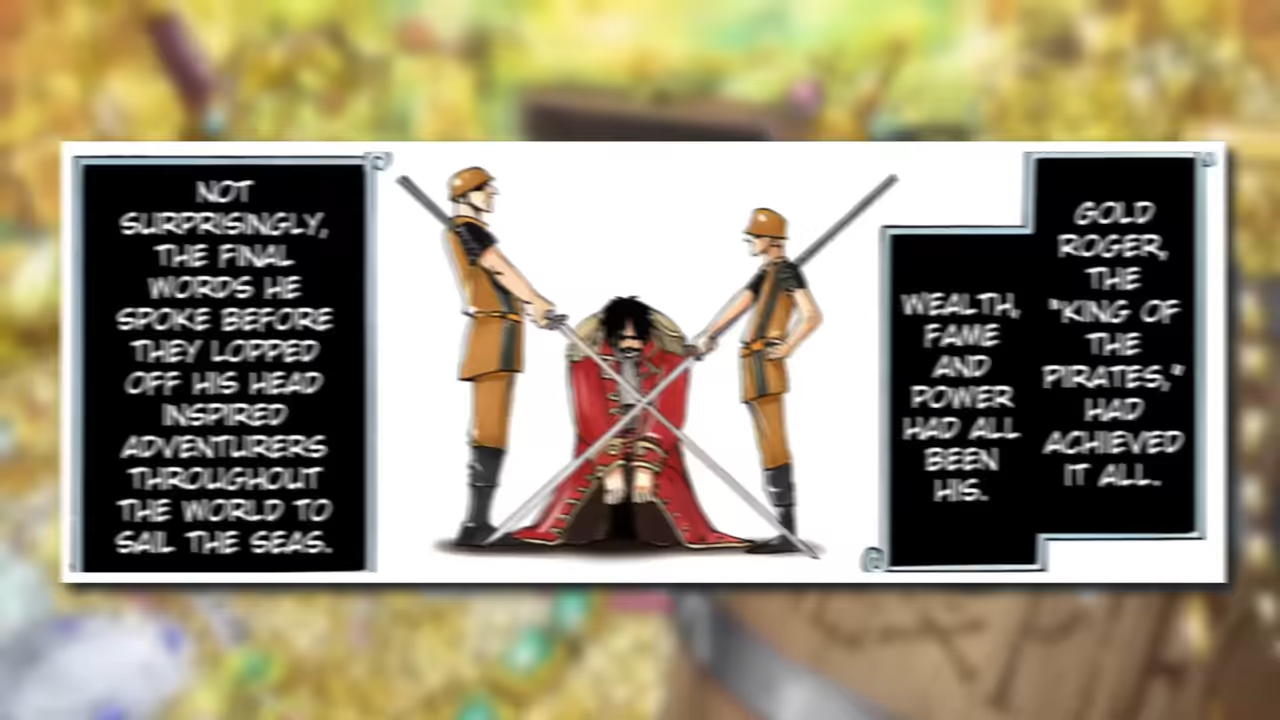 GOLD
ROGER,
THE
"KING OF
THE
PIRATES,"
HAD
ACHIEVED
IT ALL.
WEALTH,
FAME
AND
POWER
HAD ALL
BEEN
HIS.
NOT
SURPRISINGLY,
THE FINAL
WORDS HE
SPOKE BEFORE
THEY LOPPED
OFF HIS HEAD
INSPIRED
ADVENTURERS
THROUGHOUT
THE WORLD TO
SAIL THE SEAS.